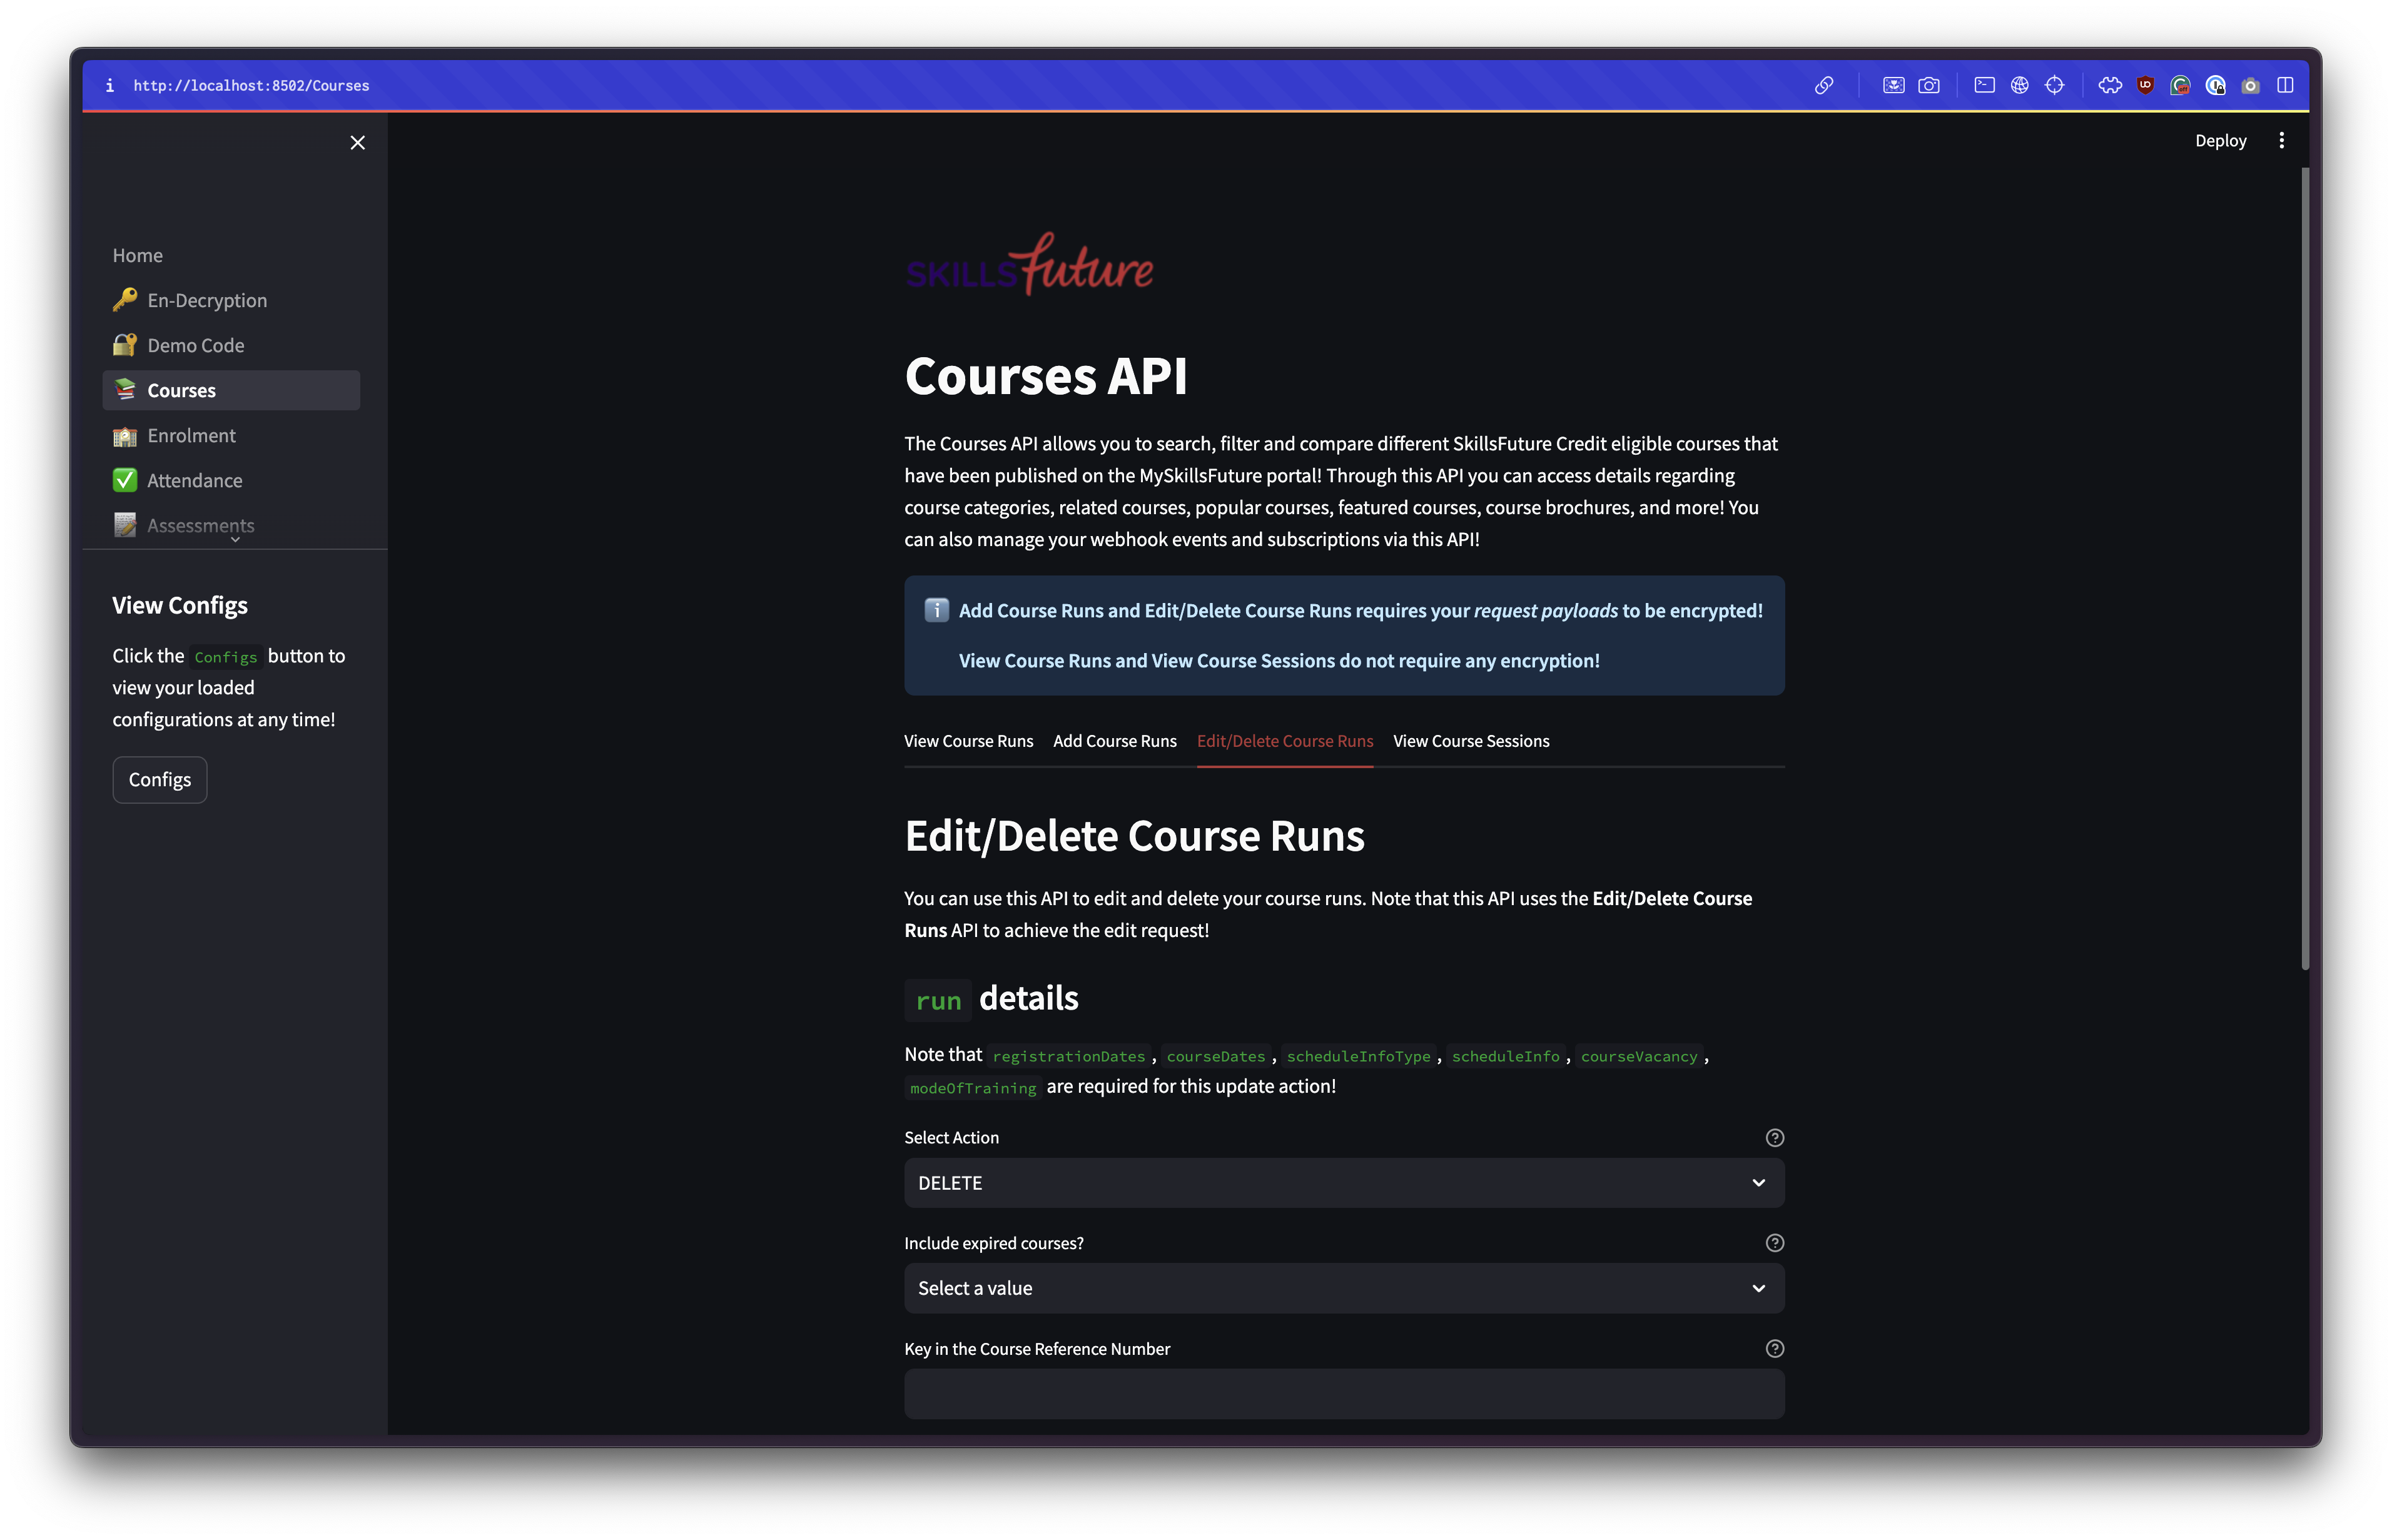 http://localhost:8502/Courses
Deploy
Home
En-Decryption
Demo Code
Courses
Enrolment
Attendance
Assessments
View Configs
Click the Configs button to
view your loaded
configurations at any time!
Configs
SKILLSfuture
Courses API
The Courses API allows you to search, filter and compare different SkillsFuture Credit eligible courses that
have been published on the MySkillsFuture portal! Through this API you can access details regarding
course categories, related courses, popular courses, featured courses, course brochures, and more! You
can also manage your webhook events and subscriptions via this API!
Add Course Runs and Edit/Delete Course Runs requires your request payloads to be encrypted!
View Course Runs and View Course Sessions do not require any encryption!
View Course Runs Add Course Runs Edit/Delete Course Runs View Course Sessions
Edit/Delete Course Runs
You can use this API to edit and delete your course runs. Note that this API uses the Edit/Delete Course
Runs API to achieve the edit request!
run details
Note that registrationDates, courseDates, scheduleInfoType, scheduleInfo, courseVacancy,
modeOfTraining are required for this update action!
Select Action
DELETE
Include expired courses?
Select a value
Key in the Course Reference Number